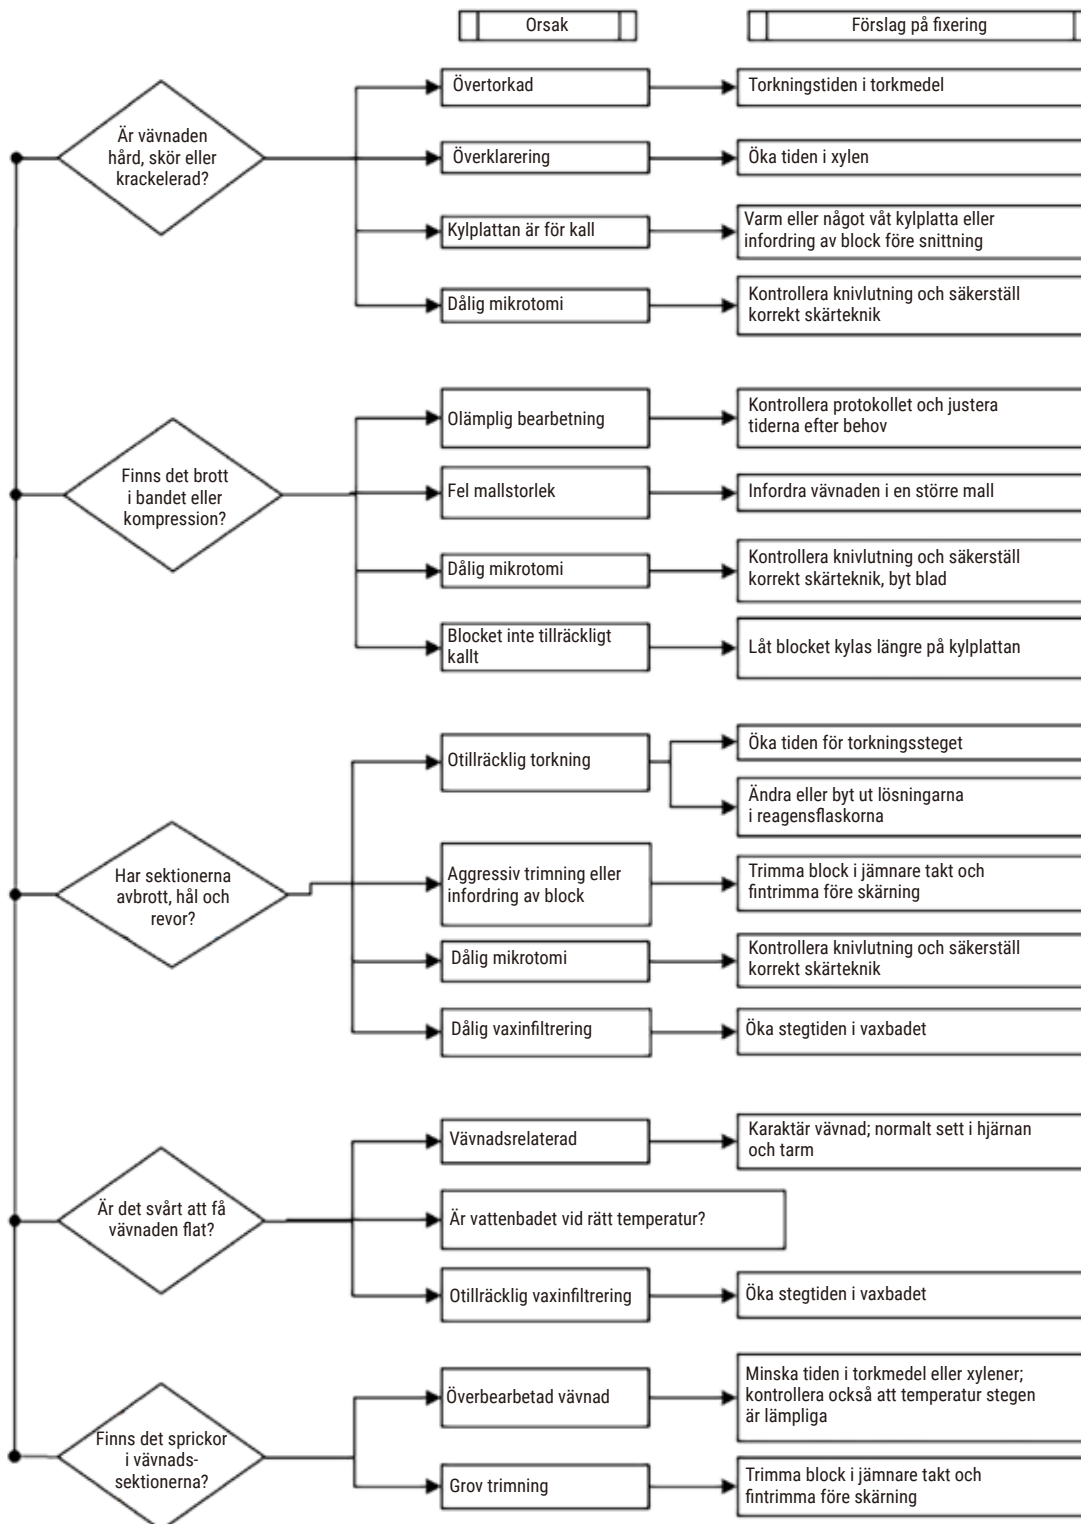 Orsak
Förslag på fixering
Är vävnaden
hård, skör eller
krackelerad?
Övertorkad
Torkningstiden i torkmedel
Överklarering
Öka tiden i xylen
Kylplattan är för kall
Varm eller något våt kylplatta eller
infordring av block före snittning
Dålig mikrotomi
Kontrollera knivlutning och säkerställ
korrekt skärteknik
Finns det brott
i bandet eller
kompression?
Olämplig bearbetning
Kontrollera protokollet och justera
tiderna efter behov
Fel mallstorlek
Infordra vävnaden i en större mall
Dålig mikrotomi
Kontrollera knivlutning och säkerställ
korrekt skärteknik, byt blad
Blocket inte tillräckligt
kallt
Låt blocket kylas längre på kylplattan
Har sektionerna
avbrott, hål och
revor?
Otillräcklig torkning
Öka tiden för torkningssteget
Ändra eller byt ut lösningarna
i reagensflaskorna
Aggressiv trimning eller
infordring av block
Trimma block i jämnare takt och
fintrimma före skärning
Dålig mikrotomi
Kontrollera knivlutning och säkerställ
korrekt skärteknik
Dålig vaxinfiltrering
Öka stegtiden i vaxbadet
Är det svårt att få
vävnaden flat?
Vävnadsrelaterad
Karaktär vävnad; normalt sett i hjärnan
och tarm
Är vattenbadet vid rätt temperatur?
Otillräcklig vaxinfiltrering
Öka stegtiden i vaxbadet
Finns det sprickor
i vävnads-
sektionerna?
Överbearbetad vävnad
Minska tiden i torkmedel eller xylener;
kontrollera också att temperatur stegen
är lämpliga
Grov trimning
Trimma block i jämnare takt och
fintrimma före skärning